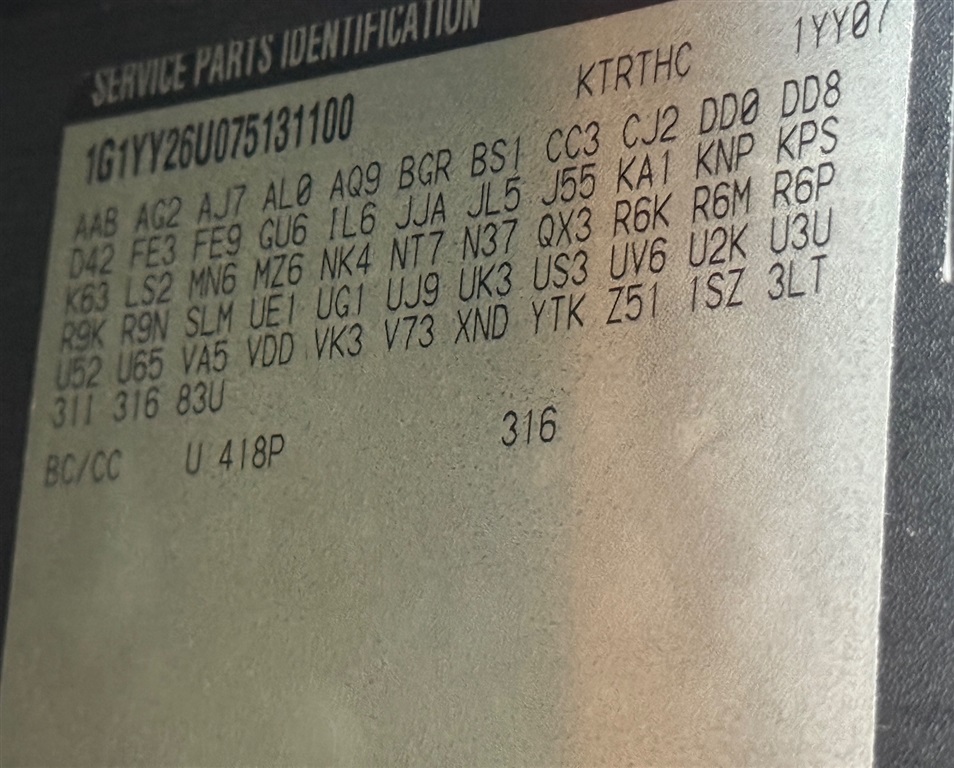 SERVICE PARTS IDENTIFICATION
1G1YY26U075131100 KTRTHC 1YY07
AAB AG2 AJ7 AL0 AQ9 BGR BS1 CC3 CJ2 DD0 DD8
D42 FE3 FE9 GU6 IL6 JJA JL5 J55 KA1 KNP KPS
K63 LS2 MN6 MZ6 NK4 NT7 N37 QX3 R6K R6M R6P
R9K R9N SLM UE1 UG1 UJ9 UK3 US3 UV6 U2K U3U
U52 U65 VA5 VDD VK3 V73 XND YTK Z51 1SZ 3LT
311 316 83U
BC/CC U 418P 316